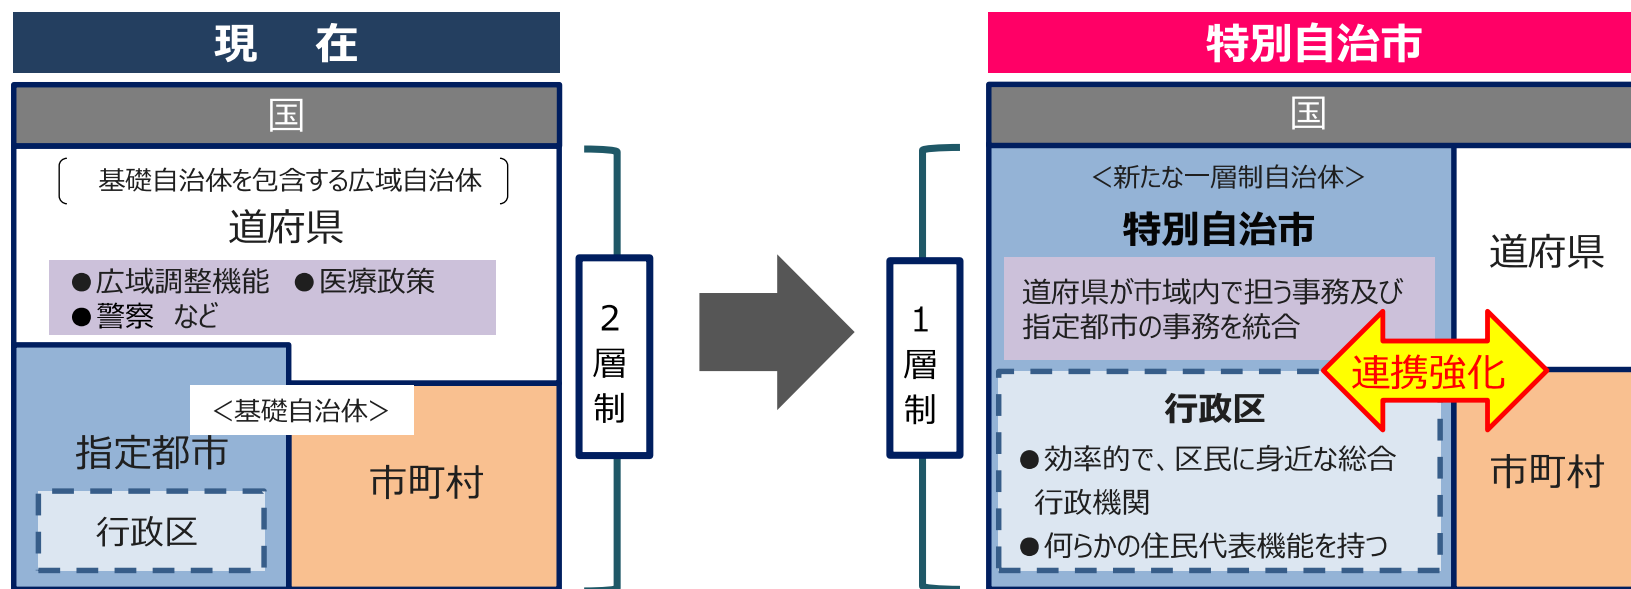 現　在
国
基礎自治体を包含する広域自治体
道府県
●広域調整機能　●医療政策
●警察　など
＜基礎自治体＞
指定都市
行政区
市町村
2層制
特別自治市
国
＜新たな一層制自治体＞
特別自治市
道府県が市域内で担う事務及び
指定都市の事務を統合
行政区
●効率的で、区民に身近な総合
行政機関
●何らかの住民代表機能を持つ
1層制
道府県
連携強化
市町村